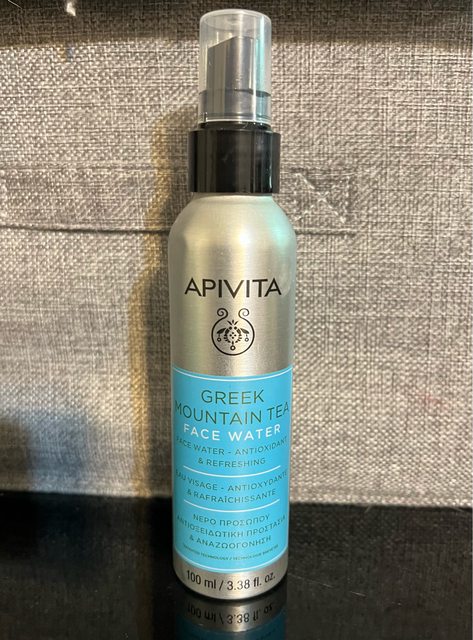 APIVITA
GREEK
MOUNTAIN TEA
FACE WATER
FACE WATER - ANTIOXIDANT
& REFRESHING
EAU VISAGE - ANTIOXYDANTE
& RAFRAÎCHISSANTE
ΝΕΡΟ ΠΡΟΣΩΠΟΥ
ΑΝΤΙΟΞΕΙΔΩΤΙΚΗ ΠΡΟΣΤΑΣΙΑ
& ΑΝΑΖΩΟΓΟΝΗΣΗ
100 ml / 3.38 fl. oz.